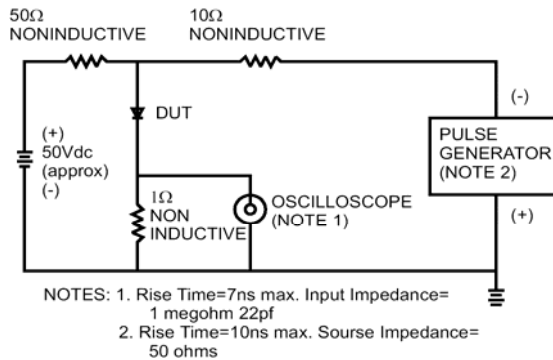 50Ω
NONINDUCTIVE
10Ω
NONINDUCTIVE
DUT
(+)
50Vdc
(approx)
(-)
(-)
PULSE
GENERATOR
(NOTE 2)
(+)
1Ω
NON
INDUCTIVE
OSCILLOSCOPE
(NOTE 1)
NOTES: 1. Rise Time=7ns max. Input Impedance=
1 megohm 22pf
2. Rise Time=10ns max. Sourse Impedance=
50 ohms